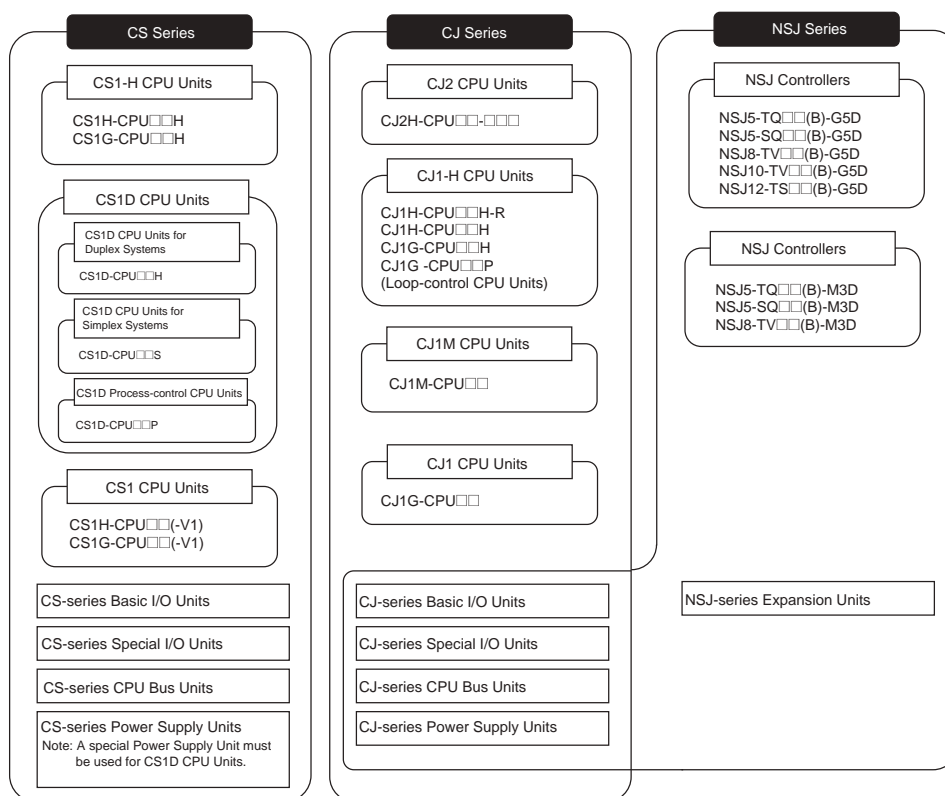 CS Series
CS1-H CPU Units
CS1H-CPU□□H
CS1G-CPU□□H
CS1D CPU Units
CS1D CPU Units for
Duplex Systems
CS1D-CPU□□H
CS1D CPU Units for
Simplex Systems
CS1D-CPU□□S
CS1D Process-control CPU Units
CS1D-CPU□□P
CS1 CPU Units
CS1H-CPU□□(-V1)
CS1G-CPU□□(-V1)
CS-series Basic I/O Units
CS-series Special I/O Units
CS-series CPU Bus Units
CS-series Power Supply Units
Note: A special Power Supply Unit must
be used for CS1D CPU Units.
CJ Series
CJ2 CPU Units
CJ2H-CPU□□-□□□
CJ1-H CPU Units
CJ1H-CPU□□H-R
CJ1H-CPU□□H
CJ1G-CPU□□H
CJ1G -CPU□□P
(Loop-control CPU Units)
CJ1M CPU Units
CJ1M-CPU□□
CJ1 CPU Units
CJ1G-CPU□□
CJ-series Basic I/O Units
CJ-series Special I/O Units
CJ-series CPU Bus Units
CJ-series Power Supply Units
NSJ Series
NSJ Controllers
NSJ5-TQ□□(B)-G5D
NSJ5-SQ□□(B)-G5D
NSJ8-TV□□(B)-G5D
NSJ10-TV□□(B)-G5D
NSJ12-TS□□(B)-G5D
NSJ Controllers
NSJ5-TQ□□(B)-M3D
NSJ5-SQ□□(B)-M3D
NSJ8-TV□□(B)-M3D
NSJ-series Expansion Units